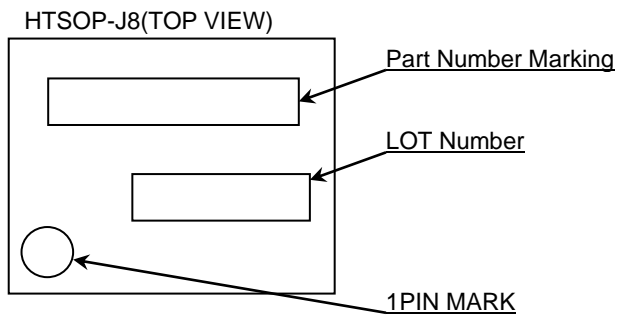 HTSOP-J8(TOP VIEW)
Part Number Marking
LOT Number
1PIN MARK